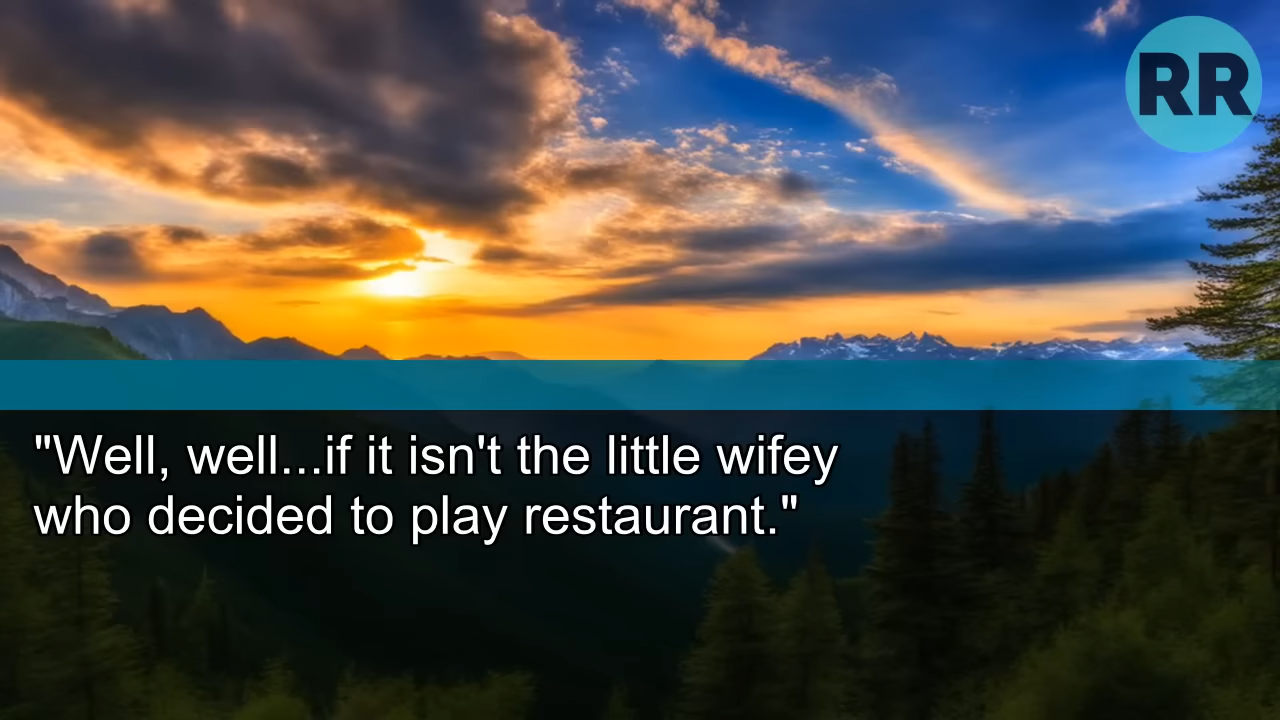 RR
"Well, well...if it isn't the little wifey
who decided to play restaurant."